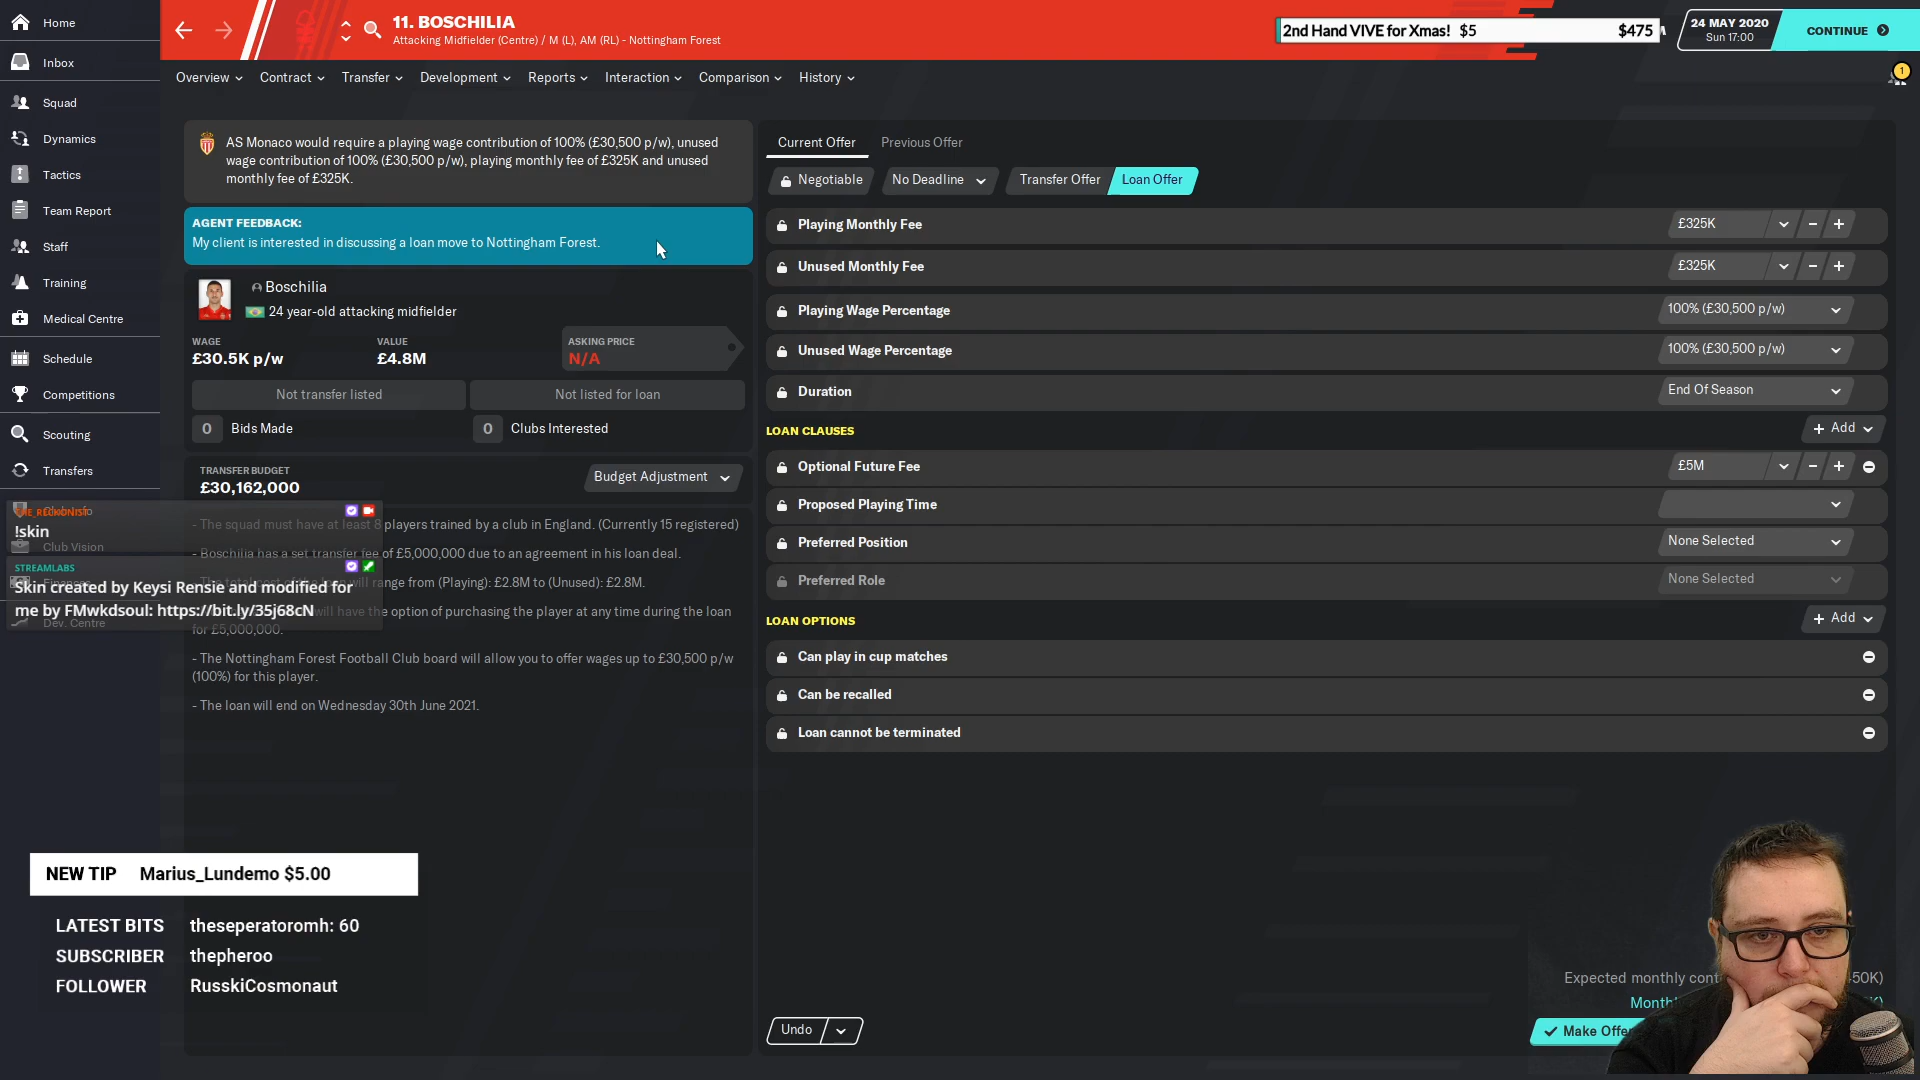 Home
Inbox
Squad
Dynamics
Tactics
Team Report
Staff
Training
Medical Centre
Schedule
Competitions
Scouting
Transfers
Club Vision
Dev. Centre
11. BOSCHILIA
Attacking Midfielder (Centre) / M (L), AM (RL) - Nottingham Forest
2nd Hand VIVE for Xmas! $5
$475
24 MAY 2020
Sun 17:00
CONTINUE
1
Overview
Contract
Transfer
Development
Reports
Interaction
Comparison
History
AS Monaco would require a playing wage contribution of 100% (£30,500 p/w), unused
wage contribution of 100% (£30,500 p/w), playing monthly fee of £325K and unused
monthly fee of £325K.
AGENT FEEDBACK:
My client is interested in discussing a loan move to Nottingham Forest.
Boschilia
24 year-old attacking midfielder
WAGE
£30.5K p/w
VALUE
£4.8M
ASKING PRICE
N/A
Not transfer listed
Not listed for loan
0 Bids Made
0 Clubs Interested
TRANSFER BUDGET
£30,162,000
Budget Adjustment
- The squad must have at least 8 players trained by a club in England. (Currently 15 registered)
- Boschilia has a set transfer fee of £5,000,000 due to an agreement in his loan deal.
will range from (Playing): £2.8M to (Unused): £2.8M.
will have the option of purchasing the player at any time during the loan
for £5,000,000.
- The Nottingham Forest Football Club board will allow you to offer wages up to £30,500 p/w
(100%) for this player.
- The loan will end on Wednesday 30th June 2021.
!skin
STREAMLABS
Skin created by Keysi Rensie and modified for
me by FMwkdsoul: https://bit.ly/35j68cN
NEW TIP Marius_Lundemo $5.00
LATEST BITS theseperatoromh: 60
SUBSCRIBER thepheroo
FOLLOWER RusskiCosmonaut
Current Offer
Previous Offer
Negotiable
No Deadline
Transfer Offer
Loan Offer
Playing Monthly Fee £325K
Unused Monthly Fee £325K
Playing Wage Percentage 100% (£30,500 p/w)
Unused Wage Percentage 100% (£30,500 p/w)
Duration End Of Season
LOAN CLAUSES
Add
Optional Future Fee £5M
Proposed Playing Time
Preferred Position None Selected
Preferred Role None Selected
LOAN OPTIONS
Add
Can play in cup matches
Can be recalled
Loan cannot be terminated
Expected monthly
Undo
Make Offer